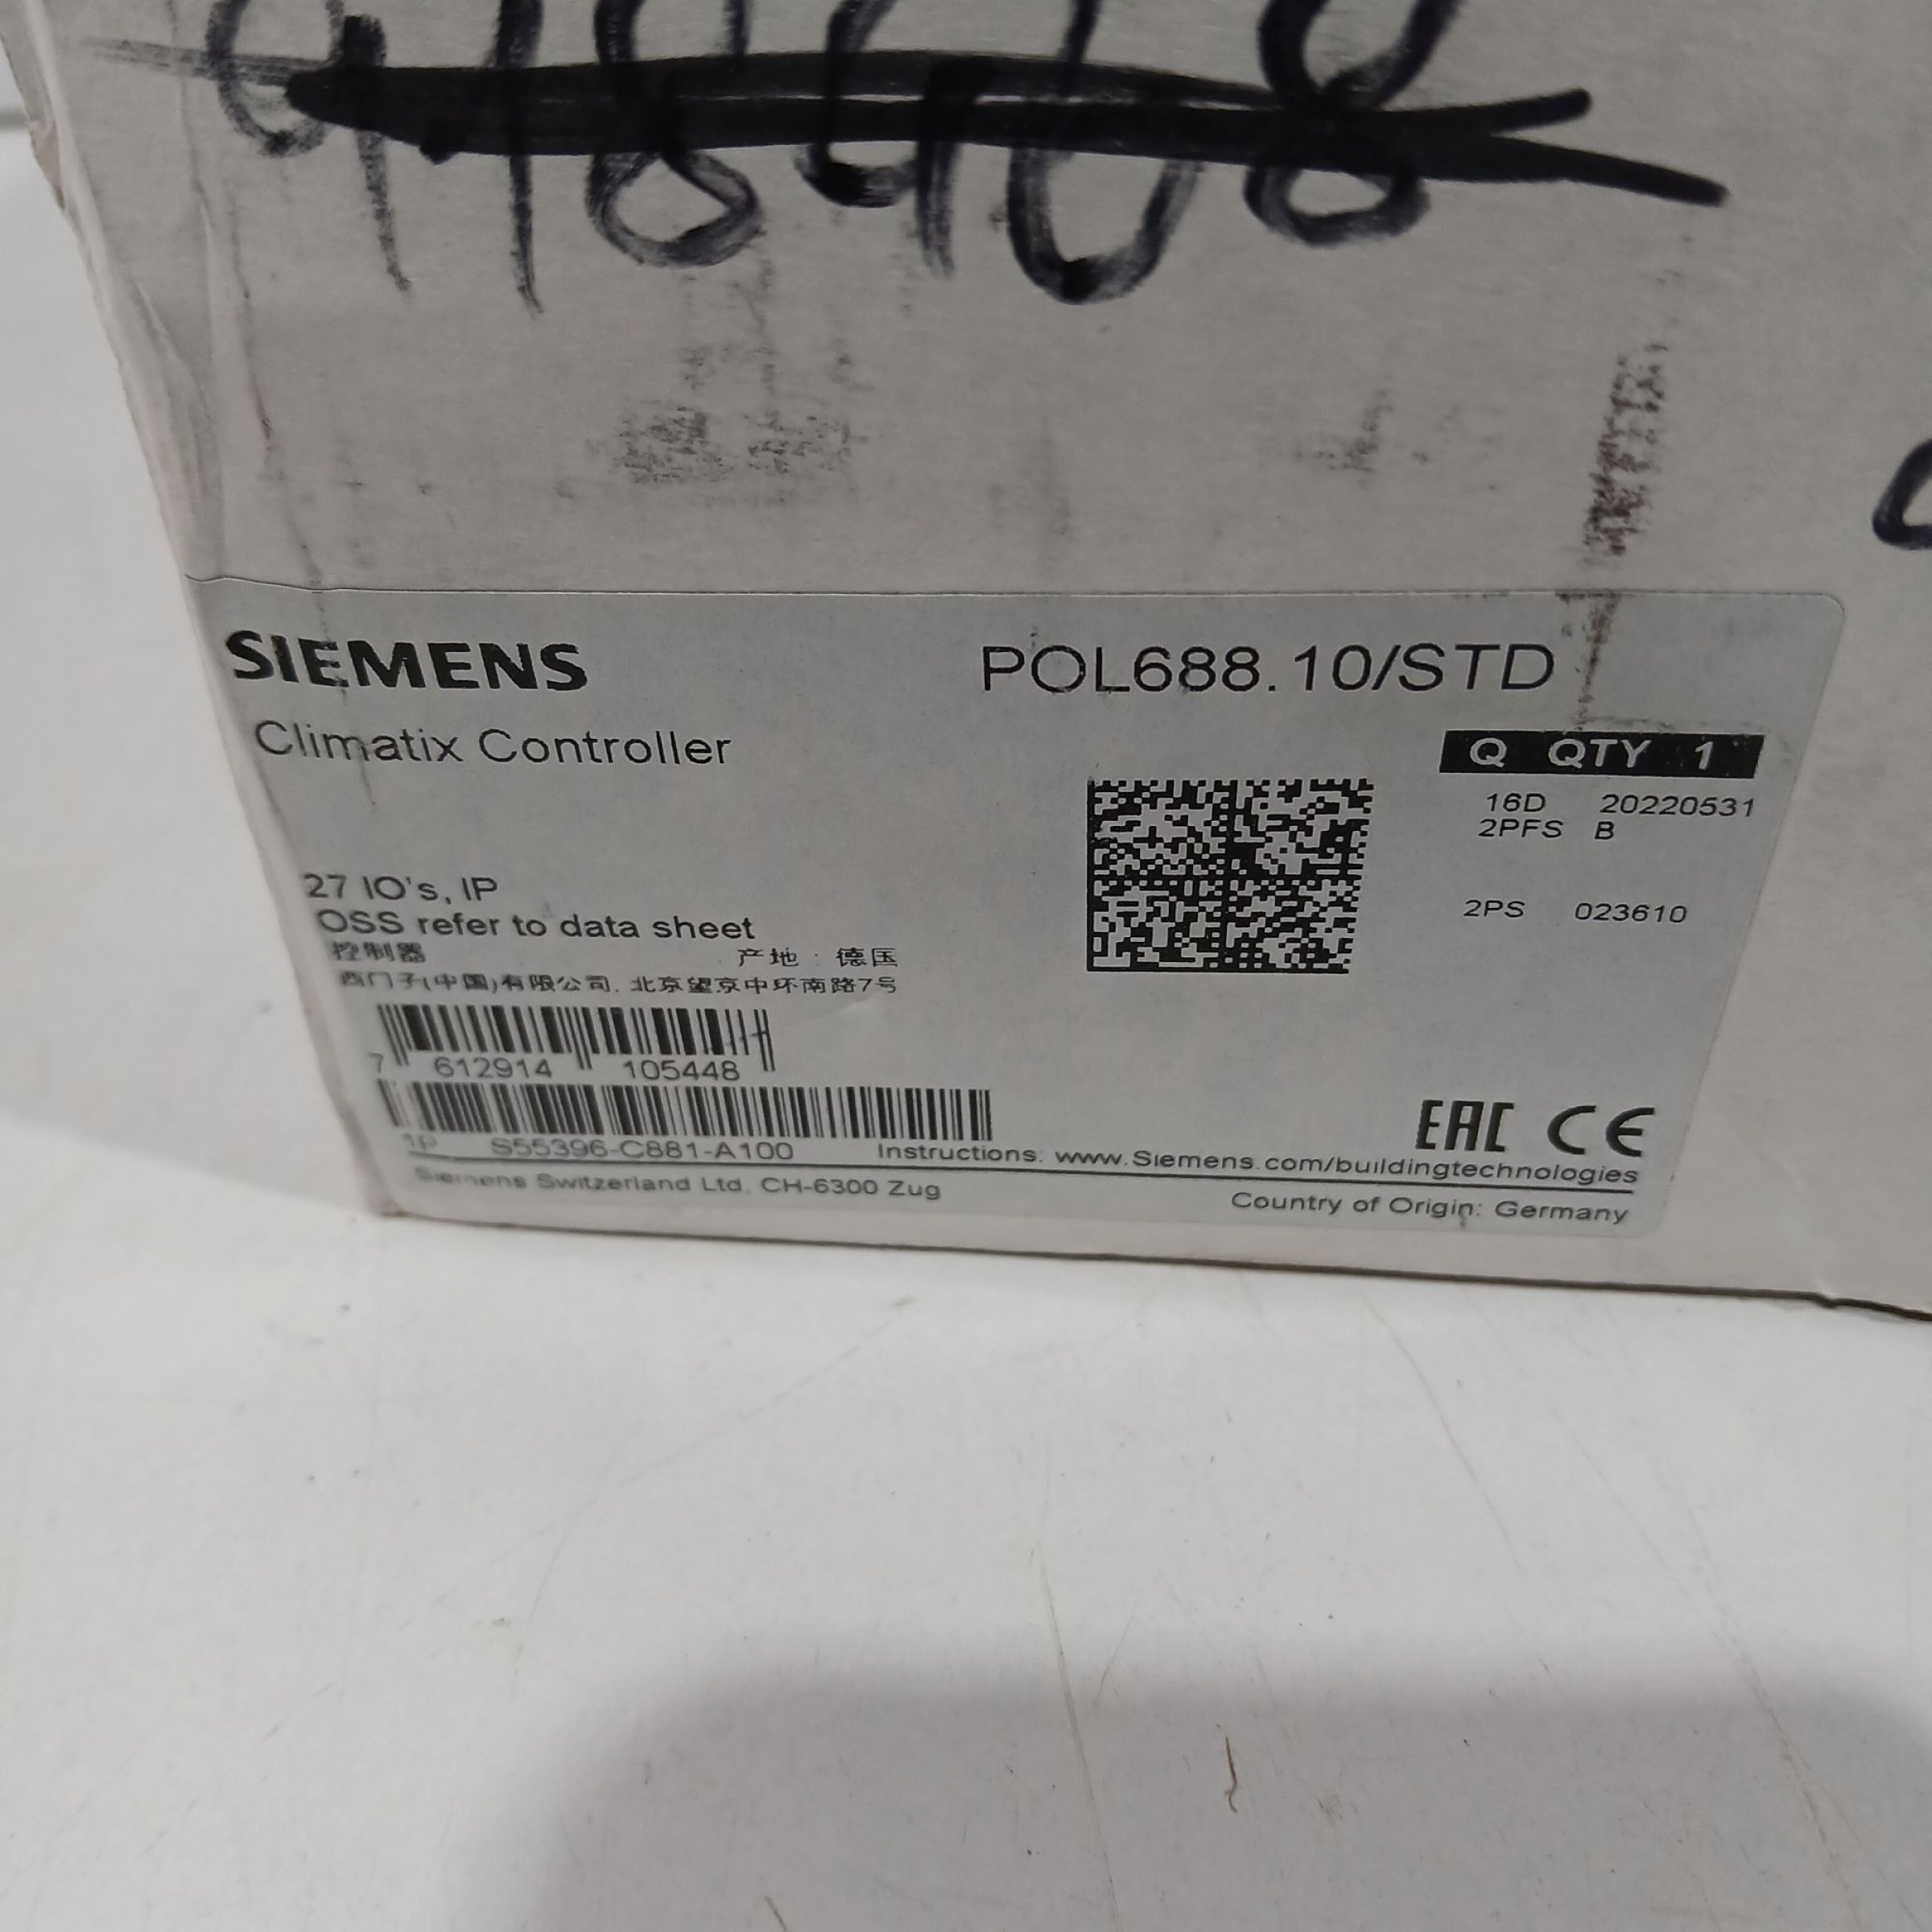 SIEMENS
POL688.10/STD
Climatix Controller
Q QTY 1
16D 20220531
2PFS B
27 IO's, IP
2PS 023610
OSS refer to data sheet
控制器 产地：德国
西门子(中国)有限公司, 北京望京中环南路7号
7 612914 105448
1P S55396-C881-A100
EAC CE
Instructions: www.Siemens.com/buildingtechnologies
Siemens Switzerland Ltd, CH-6300 Zug
Country of Origin: Germany